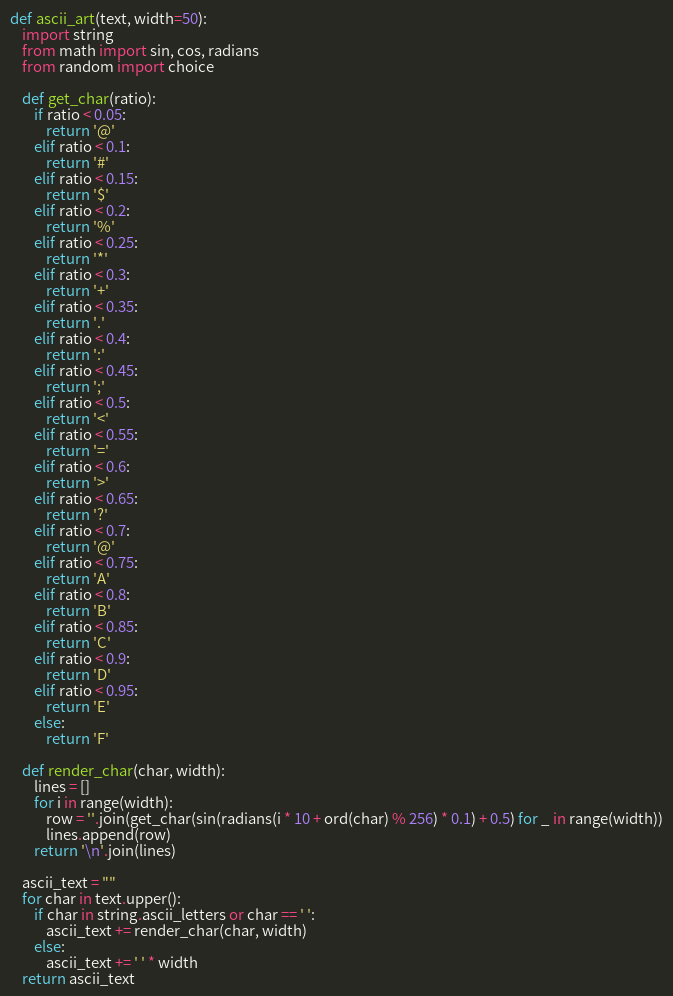 def ascii_art(text, width=50):
    import string
    from math import sin, cos, radians
    from random import choice

    def get_char(ratio):
        if ratio < 0.05:
            return '@'
        elif ratio < 0.1:
            return '#'
        elif ratio < 0.15:
            return '$'
        elif ratio < 0.2:
            return '%'
        elif ratio < 0.25:
            return '*'
        elif ratio < 0.3:
            return '+'
        elif ratio < 0.35:
            return '.'
        elif ratio < 0.4:
            return ':'
        elif ratio < 0.45:
            return ';'
        elif ratio < 0.5:
            return '<'
        elif ratio < 0.55:
            return '='
        elif ratio < 0.6:
            return '>'
        elif ratio < 0.65:
            return '?'
        elif ratio < 0.7:
            return '@'
        elif ratio < 0.75:
            return 'A'
        elif ratio < 0.8:
            return 'B'
        elif ratio < 0.85:
            return 'C'
        elif ratio < 0.9:
            return 'D'
        elif ratio < 0.95:
            return 'E'
        else:
            return 'F'

    def render_char(char, width):
        lines = []
        for i in range(width):
            row = ''.join(get_char(sin(radians(i * 10 + ord(char) % 256) * 0.1) + 0.5) for _ in range(width))
            lines.append(row)
        return '\n'.join(lines)

    ascii_text = ""
    for char in text.upper():
        if char in string.ascii_letters or char == ' ':
            ascii_text += render_char(char, width)
        else:
            ascii_text += ' ' * width
    return ascii_text